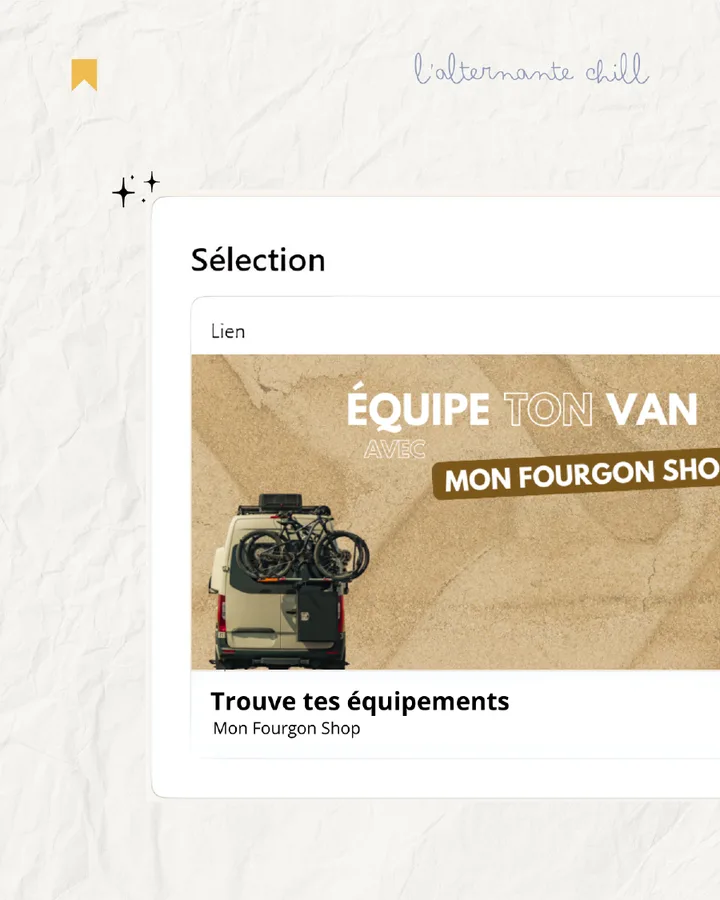 l'alternante chill
Sélection
Lien
ÉQUIPE TON VAN
AVEC
MON FOURGON SHO
Trouve tes équipements
Mon Fourgon Shop